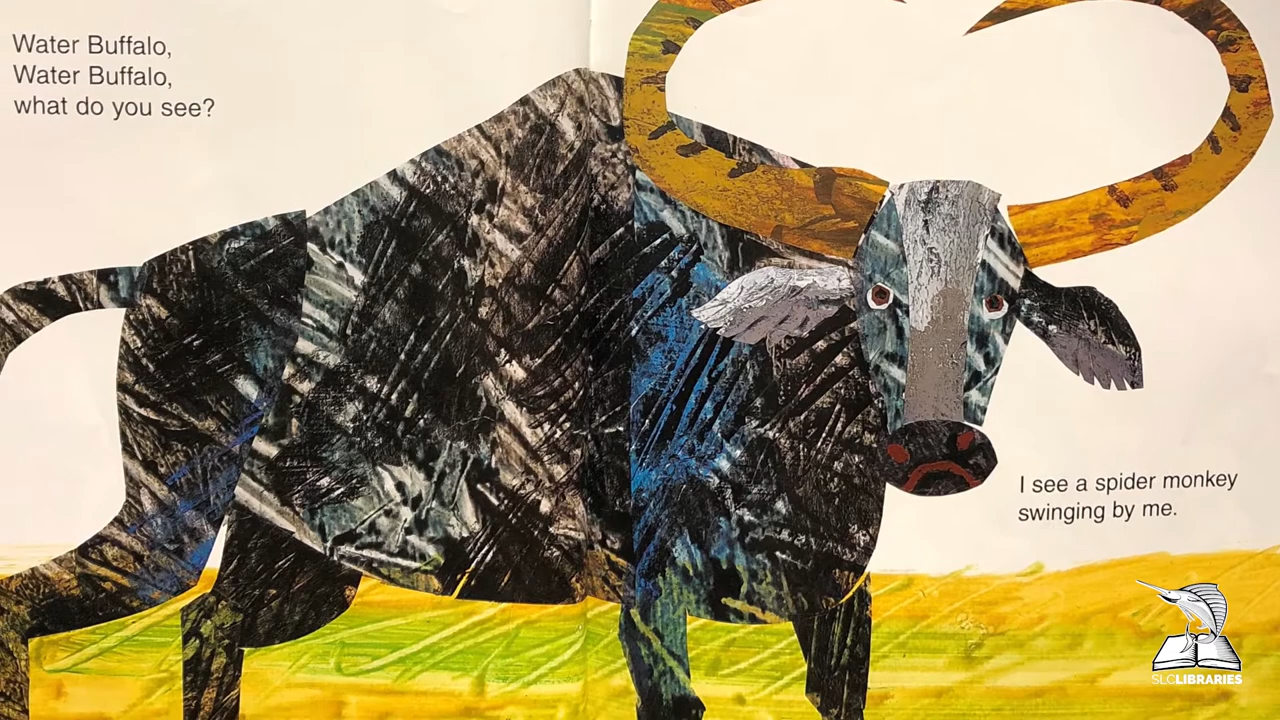 Water Buffalo,
Water Buffalo,
what do you see?
I see a spider monkey
swinging by me.
SLCLIBRARIES